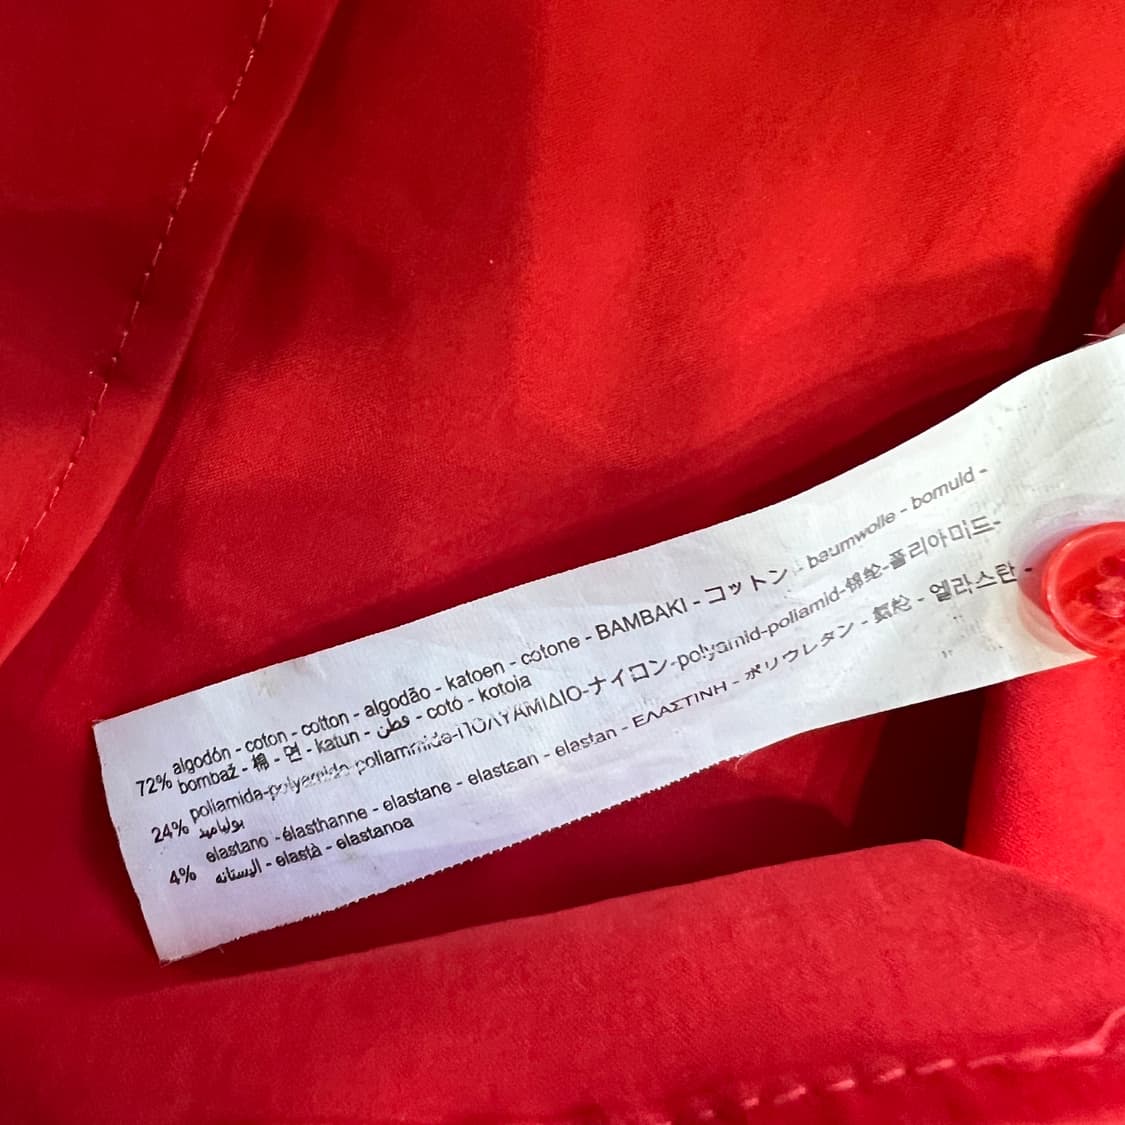 72% algodón - coton - cotton - algodão - katoen - cotone - BAMBAKI - コットン - baumwolle - bomuld -
bombaž - 棉 - 면 - katun - قطن - cotó - kotoia
24% poliamida-polyamide-poliammide-ΠΟΛΥΑΜΙΔΙΟ-ナイロン-polyamid-poliamid-锦纶-폴리아미드-
بولياميد
4% elastano - élasthanne - elastane - elastaan - elastan - ΕΛΑΣΤΙΝΗ - ポリウレタン - 氨纶 - 엘라스탄 -
اليستانه - elastà - elastanoa